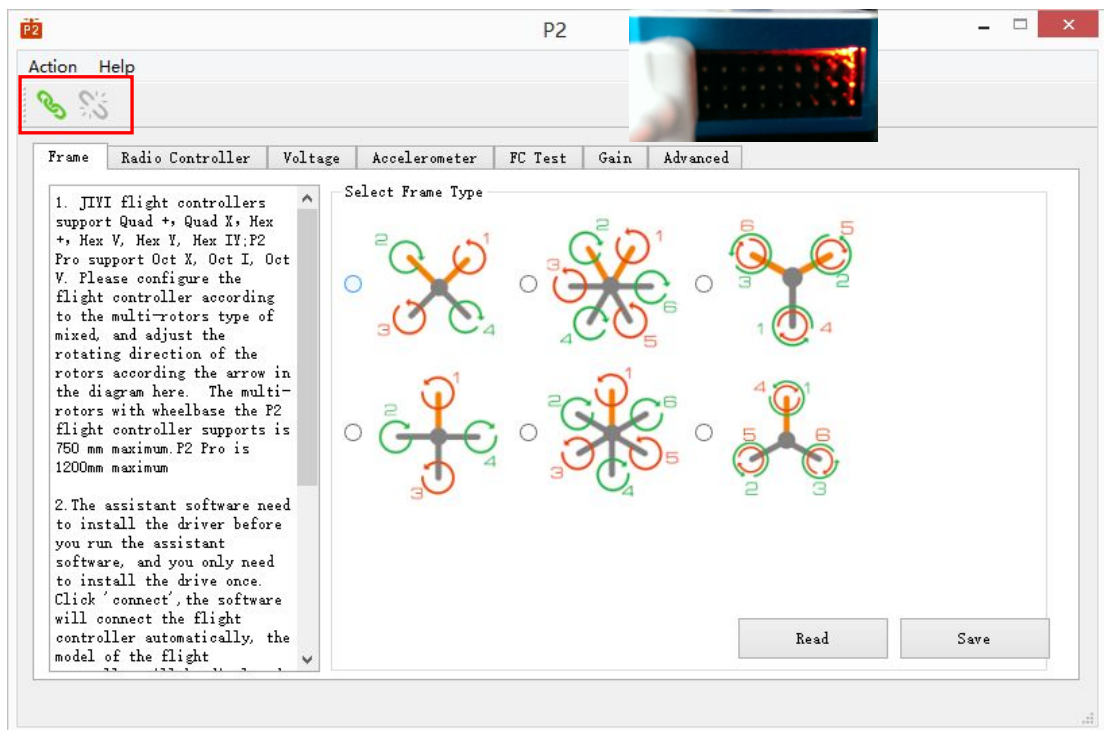 P2
P2
Action Help
Frame Radio Controller Voltage Accelerometer FC Test Gain Advanced
1. JIYI flight controllers
support Quad +, Quad X, Hex
+, Hex V, Hex Y, Hex IY;P2
Pro support Oct X, Oct I, Oct
V. Please configure the
flight controller according
to the multi-rotors type of
mixed, and adjust the
rotating direction of the
rotors according the arrow in
the diagram here. The multi-
rotors with wheelbase the P2
flight controller supports is
750 mm maximum.P2 Pro is
1200mm maximum
2.The assistant software need
to install the driver before
you run the assistant
software, and you only need
to install the drive once.
Click 'connect',the software
will connect the flight
controller automatically, the
model of the flight
Select Frame Type
2 1
3 4
2 1
3 6
4 5
6 5
3 2
1 4
1
2 4
3
1
2 6
3 5
4
4 1
5 6
2 3
Read Save